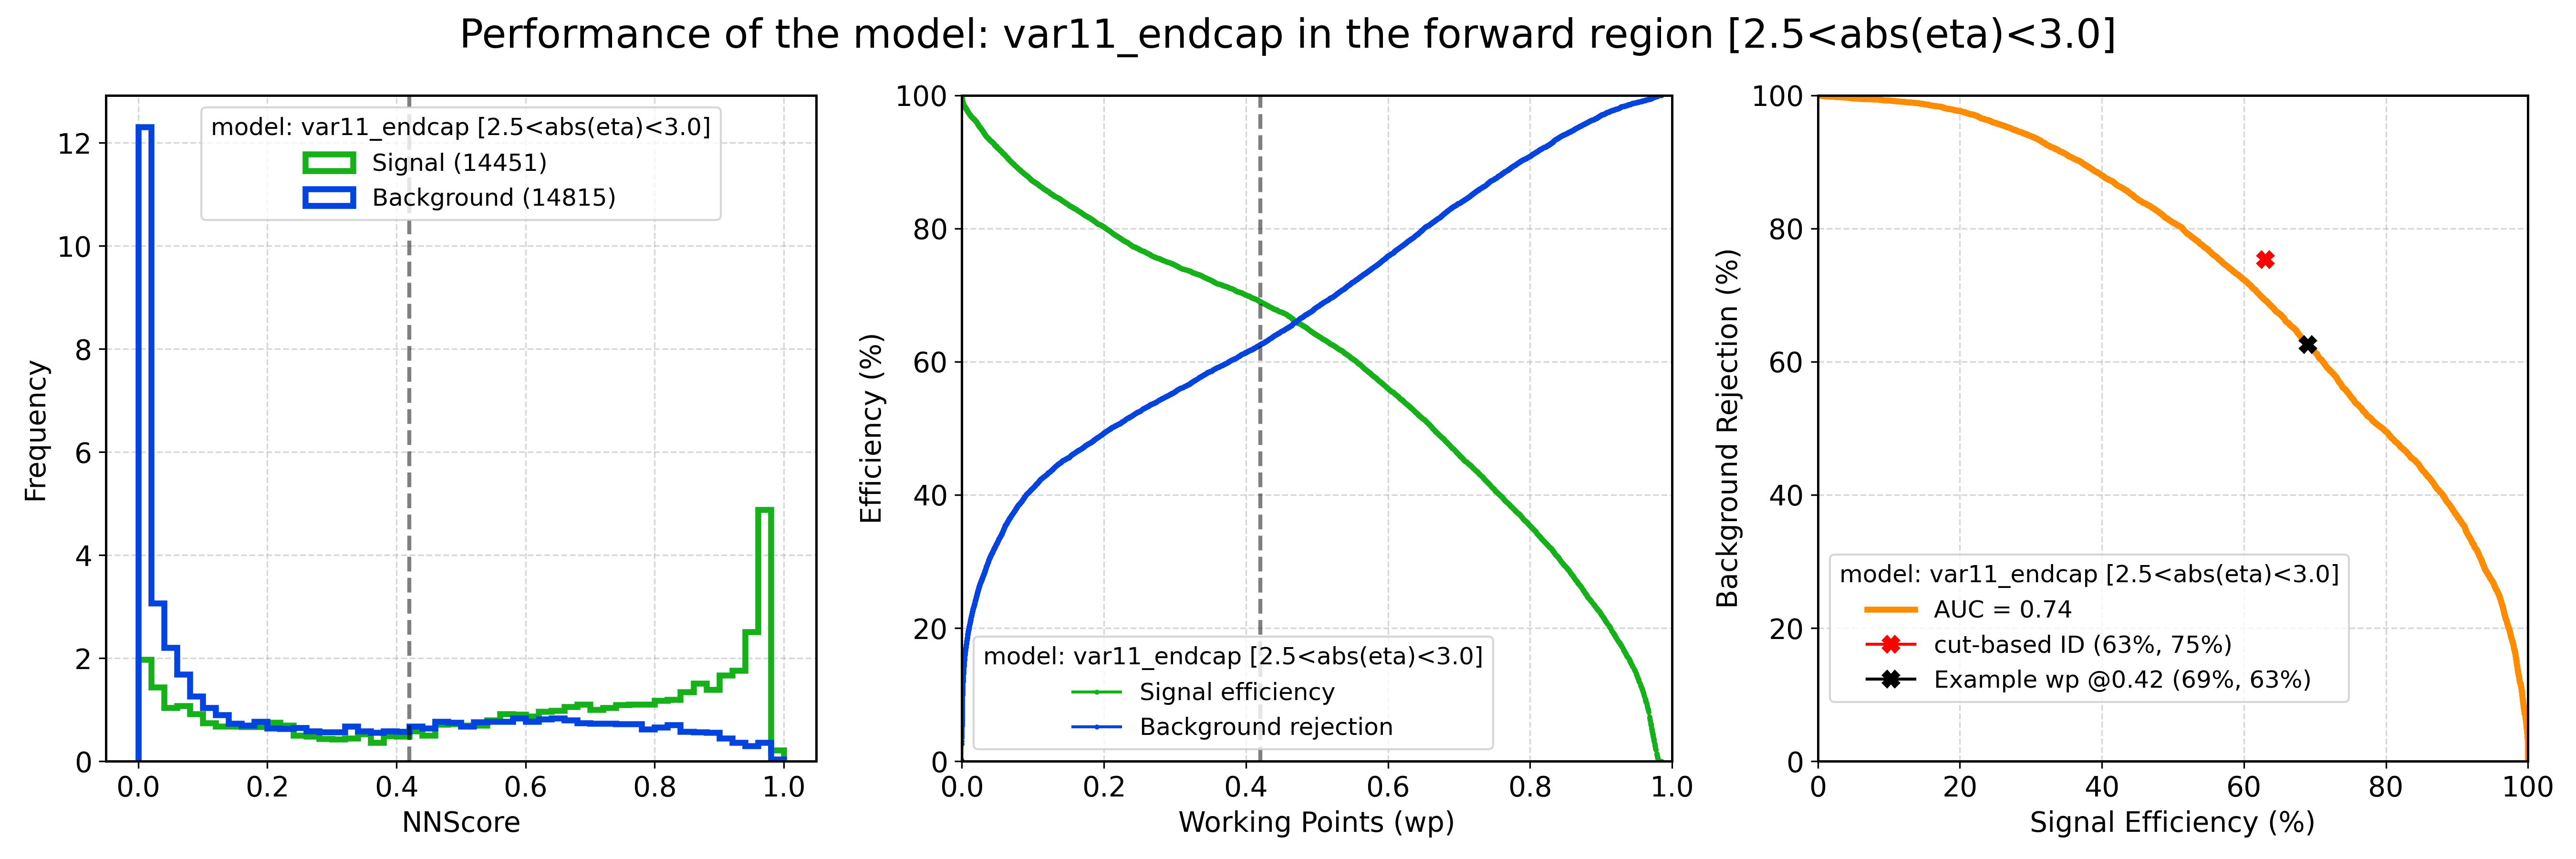 Performance of the model: var11_endcap in the forward region [2.5<abs(eta)<3.0]
model: var11_endcap [2.5<abs(eta)<3.0]
Signal (14451)
Background (14815)
Frequency
12
10
8
6
4
2
0
0.0
0.2
0.4
0.6
0.8
1.0
NNScore
Efficiency (%)
100
80
60
40
20
0
model: var11_endcap [2.5<abs(eta)<3.0]
Signal efficiency
Background rejection
0.0
0.2
0.4
0.6
0.8
1.0
Working Points (wp)
Background Rejection (%)
100
80
60
40
20
0
model: var11_endcap [2.5<abs(eta)<3.0]
AUC = 0.74
cut-based ID (63%, 75%)
Example wp @0.42 (69%, 63%)
0
20
40
60
80
100
Signal Efficiency (%)